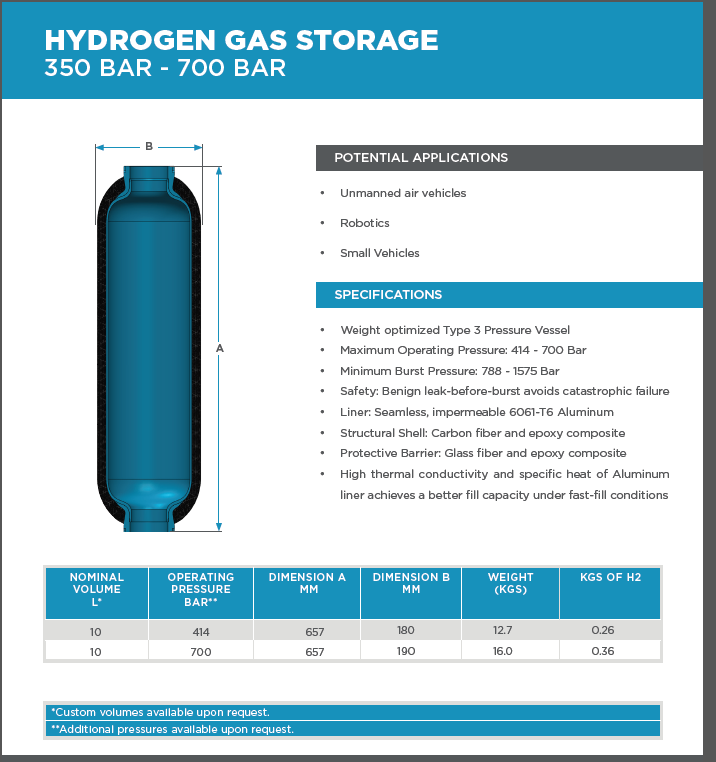 HYDROGEN GAS STORAGE
350 BAR - 700 BAR
B
A
POTENTIAL APPLICATIONS
• Unmanned air vehicles
• Robotics
• Small Vehicles
SPECIFICATIONS
• Weight optimized Type 3 Pressure Vessel
• Maximum Operating Pressure: 414 - 700 Bar
• Minimum Burst Pressure: 788 - 1575 Bar
• Safety: Benign leak-before-burst avoids catastrophic failure
• Liner: Seamless, impermeable 6061-T6 Aluminum
• Structural Shell: Carbon fiber and epoxy composite
• Protective Barrier: Glass fiber and epoxy composite
• High thermal conductivity and specific heat of Aluminum
liner achieves a better fill capacity under fast-fill conditions
NOMINAL OPERATING DIMENSION A DIMENSION B WEIGHT KGS OF H2
VOLUME PRESSURE MM MM (KGS)
L* BAR**
10 414 657 180 12.7 0.26
10 700 657 190 16.0 0.36
*Custom volumes available upon request.
**Additional pressures available upon request.